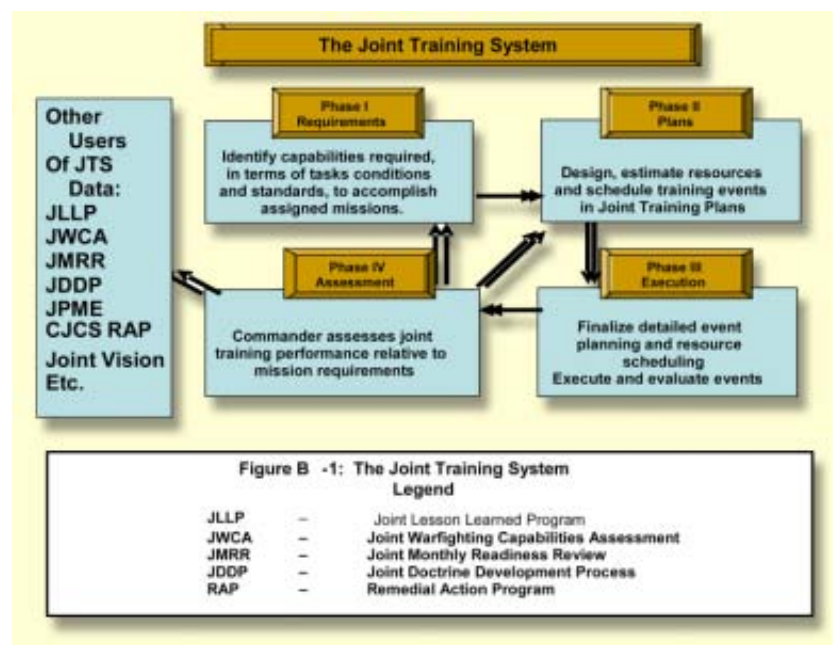 The Joint Training System
Other
Users
Of JTS
Data:
JLLP
JWCA
JMRR
JDDP
JPME
CJCS RAP
Joint Vision
Etc.
Phase I
Requirements
Identify capabilities required,
in terms of tasks conditions
and standards, to accomplish
assigned missions.
Phase II
Plans
Design, estimate resources
and schedule training events
in Joint Training Plans
Phase IV
Assessment
Commander assesses joint
training performance relative to
mission requirements
Phase III
Execution
Finalize detailed event
planning and resource
scheduling
Execute and evaluate events
Figure B -1: The Joint Training System
Legend
JLLP – Joint Lesson Learned Program
JWCA – Joint Warfighting Capabilities Assessment
JMRR – Joint Monthly Readiness Review
JDDP – Joint Doctrine Development Process
RAP – Remedial Action Program